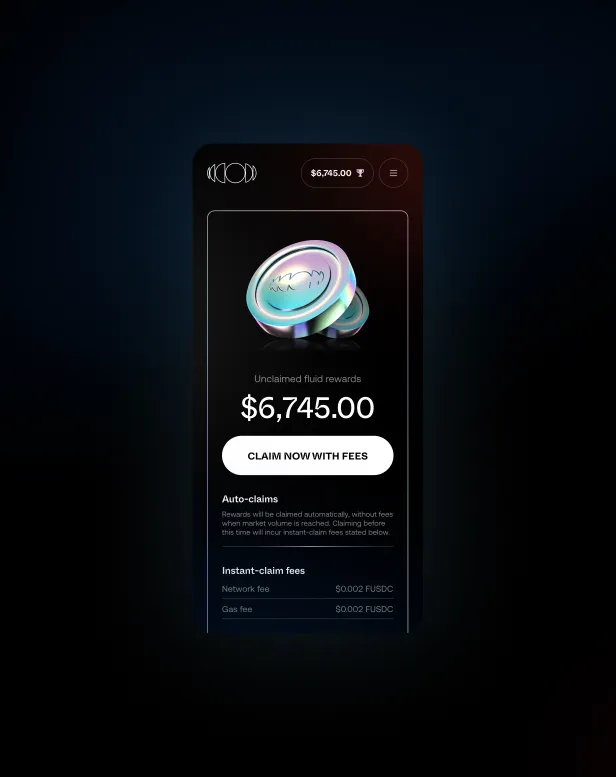 $6,745.00
Unclaimed fluid rewards
$6,745.00
CLAIM NOW WITH FEES
Auto-claims
Rewards will be claimed automatically, without fees
when market volume is reached. Claiming before
this time will incur instant-claim fees stated below.
Instant-claim fees
Network fee $0.002 FUSDC
Gas fee $0.002 FUSDC